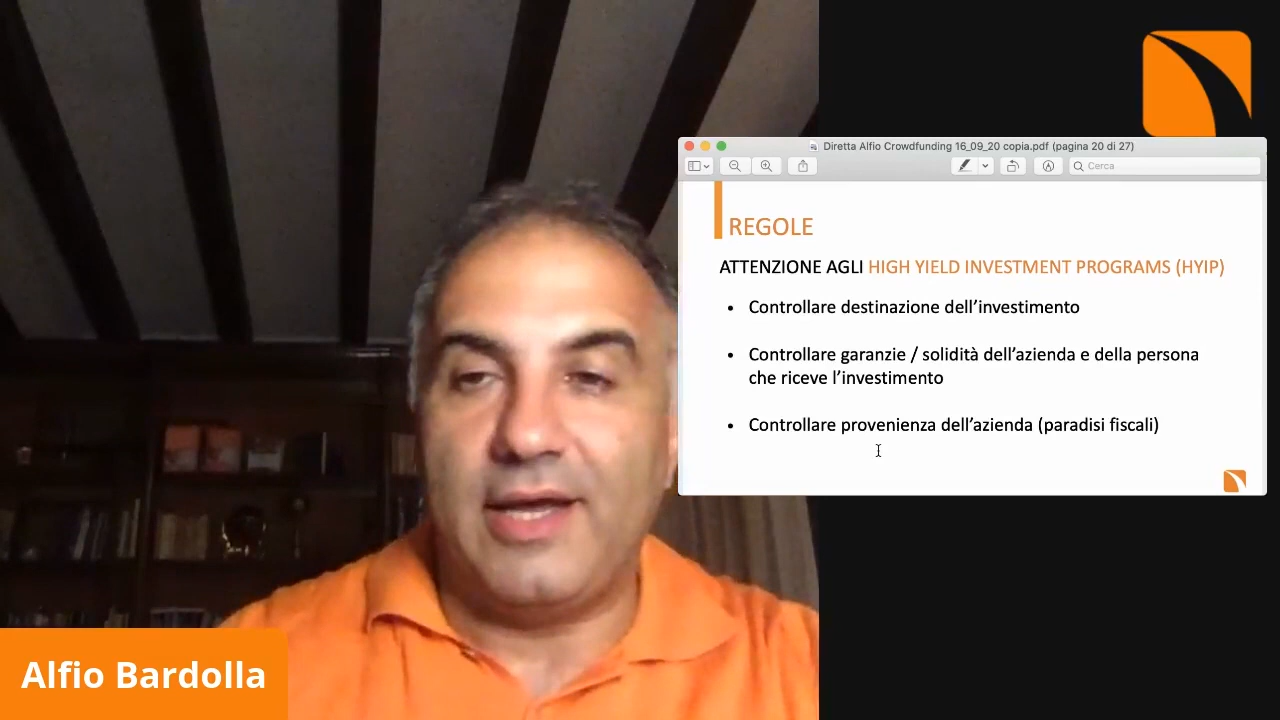 Diretta Alfio Crowdfunding 16_09_20 copia.pdf (pagina 20 di 27)
Cerca
REGOLE
ATTENZIONE AGLI HIGH YIELD INVESTMENT PROGRAMS (HYIP)
• Controllare destinazione dell’investimento
• Controllare garanzie / solidità dell’azienda e della persona
che riceve l’investimento
• Controllare provenienza dell’azienda (paradisi fiscali)
Alfio Bardolla